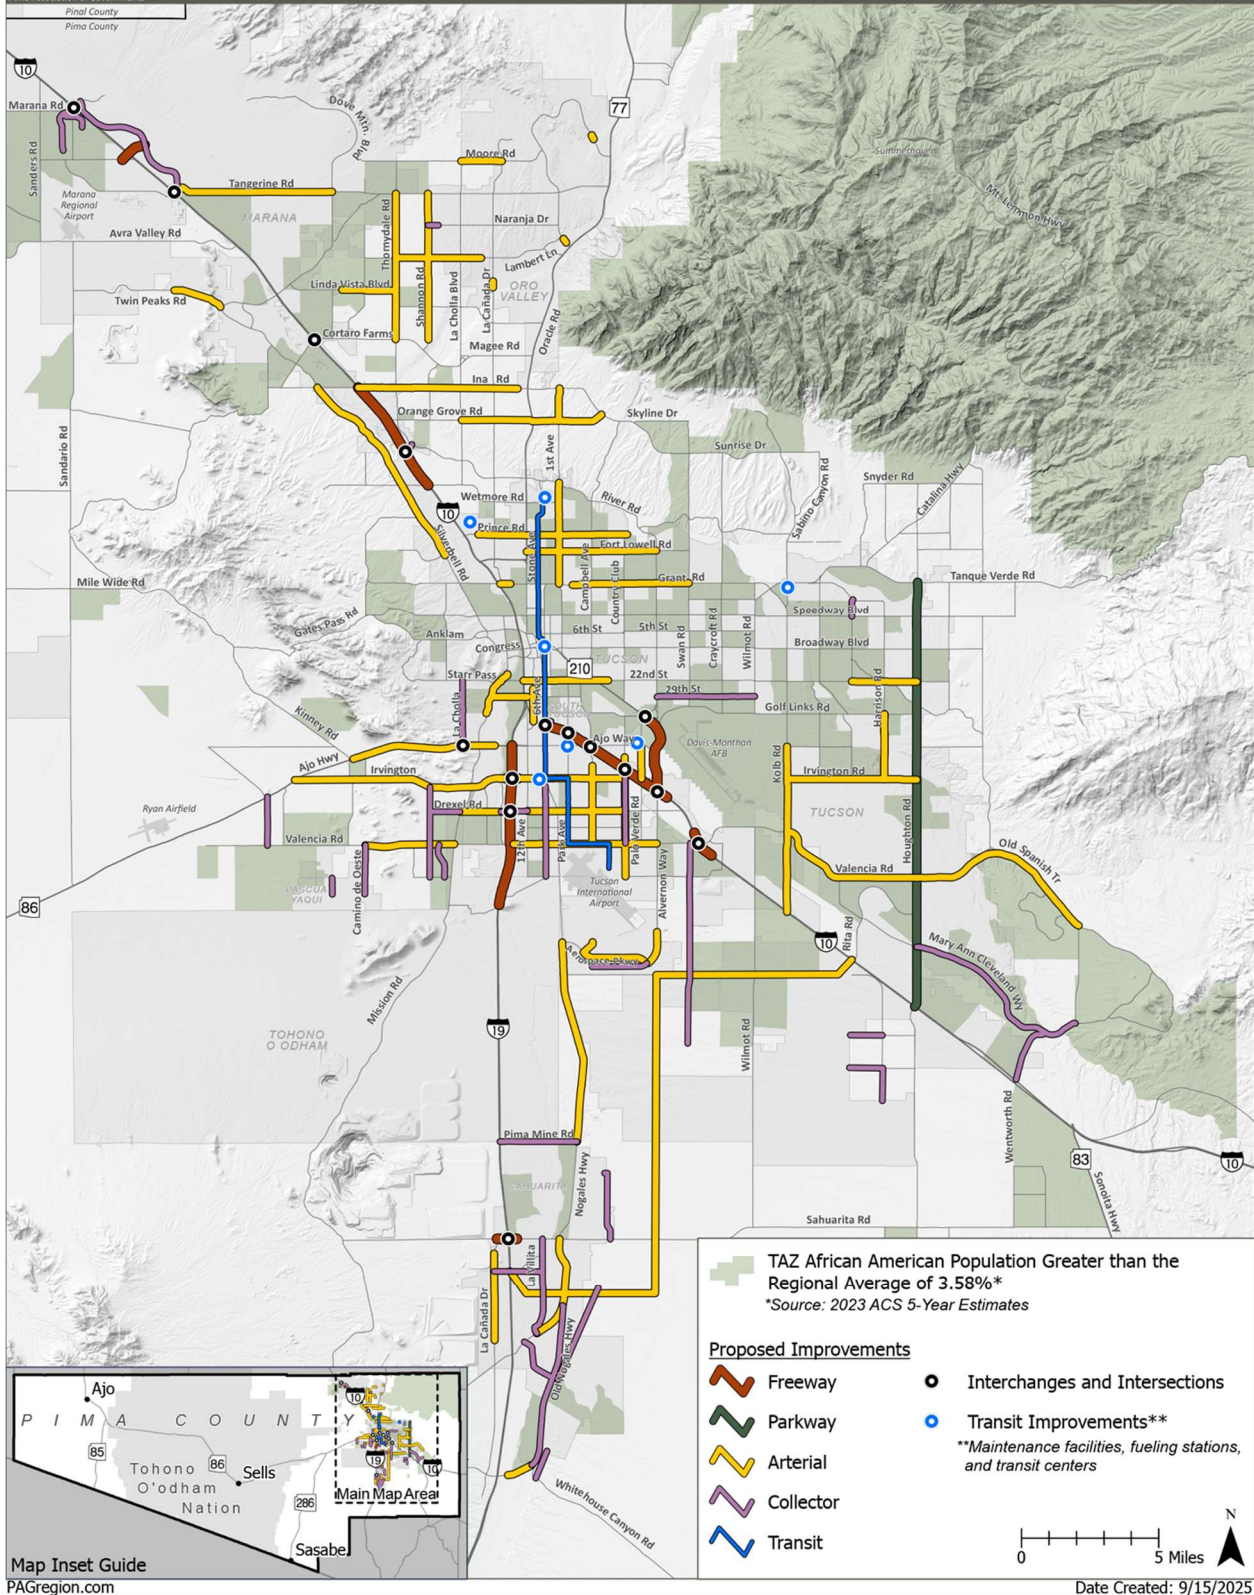 Pinal County
Pima County
10
77
Marana Rd
Dove Mtn. Blvd
Sanders Rd
Moore Rd
Summerhaven
Tangerine Rd
Marana
Regional
Airport
MARANA
Thornydale Rd
Naranja Dr
Mt. Lemmon Hwy
Avra Valley Rd
Lambert Ln
Shannon Rd
La Cholla Blvd
La Cañada Dr
Linda Vista Blvd
ORO
VALLEY
Twin Peaks Rd
Oracle Rd
Cortaro Farms
Magee Rd
Ina Rd
Orange Grove Rd
Skyline Dr
Sandario Rd
1st Ave
Sunrise Dr
Sabino Canyon Rd
Snyder Rd
Catalina Hwy
Wetmore Rd
River Rd
10
Prince Rd
Silverbell Rd
Stone Ave
Fort Lowell Rd
Campbell Ave
Country Club
Mile Wide Rd
Grant Rd
Tanque Verde Rd
Gates Pass Rd
Speedway Blvd
Anklam
6th St
5th St
Swan Rd
Craycroft Rd
Wilmot Rd
Broadway Blvd
Congress
TUCSON
210
Starr Pass
22nd St
29th St
Harrison Rd
La Cholla
6th Ave
SOUTH
TUCSON
Golf Links Rd
Kinney Rd
Ajo Way
Davis-Monthan
AFB
Ajo Hwy
Irvington
Kolb Rd
Irvington Rd
Ryan Airfield
Drexel Rd
TUCSON
Houghton Rd
Valencia Rd
12th Ave
Park Ave
Palo Verde Rd
Old Spanish Tr
Valencia Rd
Camino de Oeste
PASCUA
YAQUI
Tucson
International
Airport
Alvernon Way
86
Rita Rd
10
Aerospace Pkwy
Mary Ann Cleveland Wy
Mission Rd
19
TOHONO
O ODHAM
Wilmot Rd
Wentworth Rd
Pima Mine Rd
83
10
SAHUARITA
Nogales Hwy
Sonoita Hwy
Sahuarita Rd
La Villita
La Cañada Dr
Old Nogales Hwy
Whitehouse Canyon Rd
TAZ African American Population Greater than the
Regional Average of 3.58%*
*Source: 2023 ACS 5-Year Estimates
Proposed Improvements
Freeway
Parkway
Arterial
Collector
Transit
Interchanges and Intersections
Transit Improvements**
**Maintenance facilities, fueling stations,
and transit centers
N
0 5 Miles
Ajo
PIMA COUNTY
10
85
86
Tohono
O'odham
Nation
Sells
19
10
286
Main Map Area
Sasabe
Map Inset Guide
PAGregion.com
Date Created: 9/15/2025